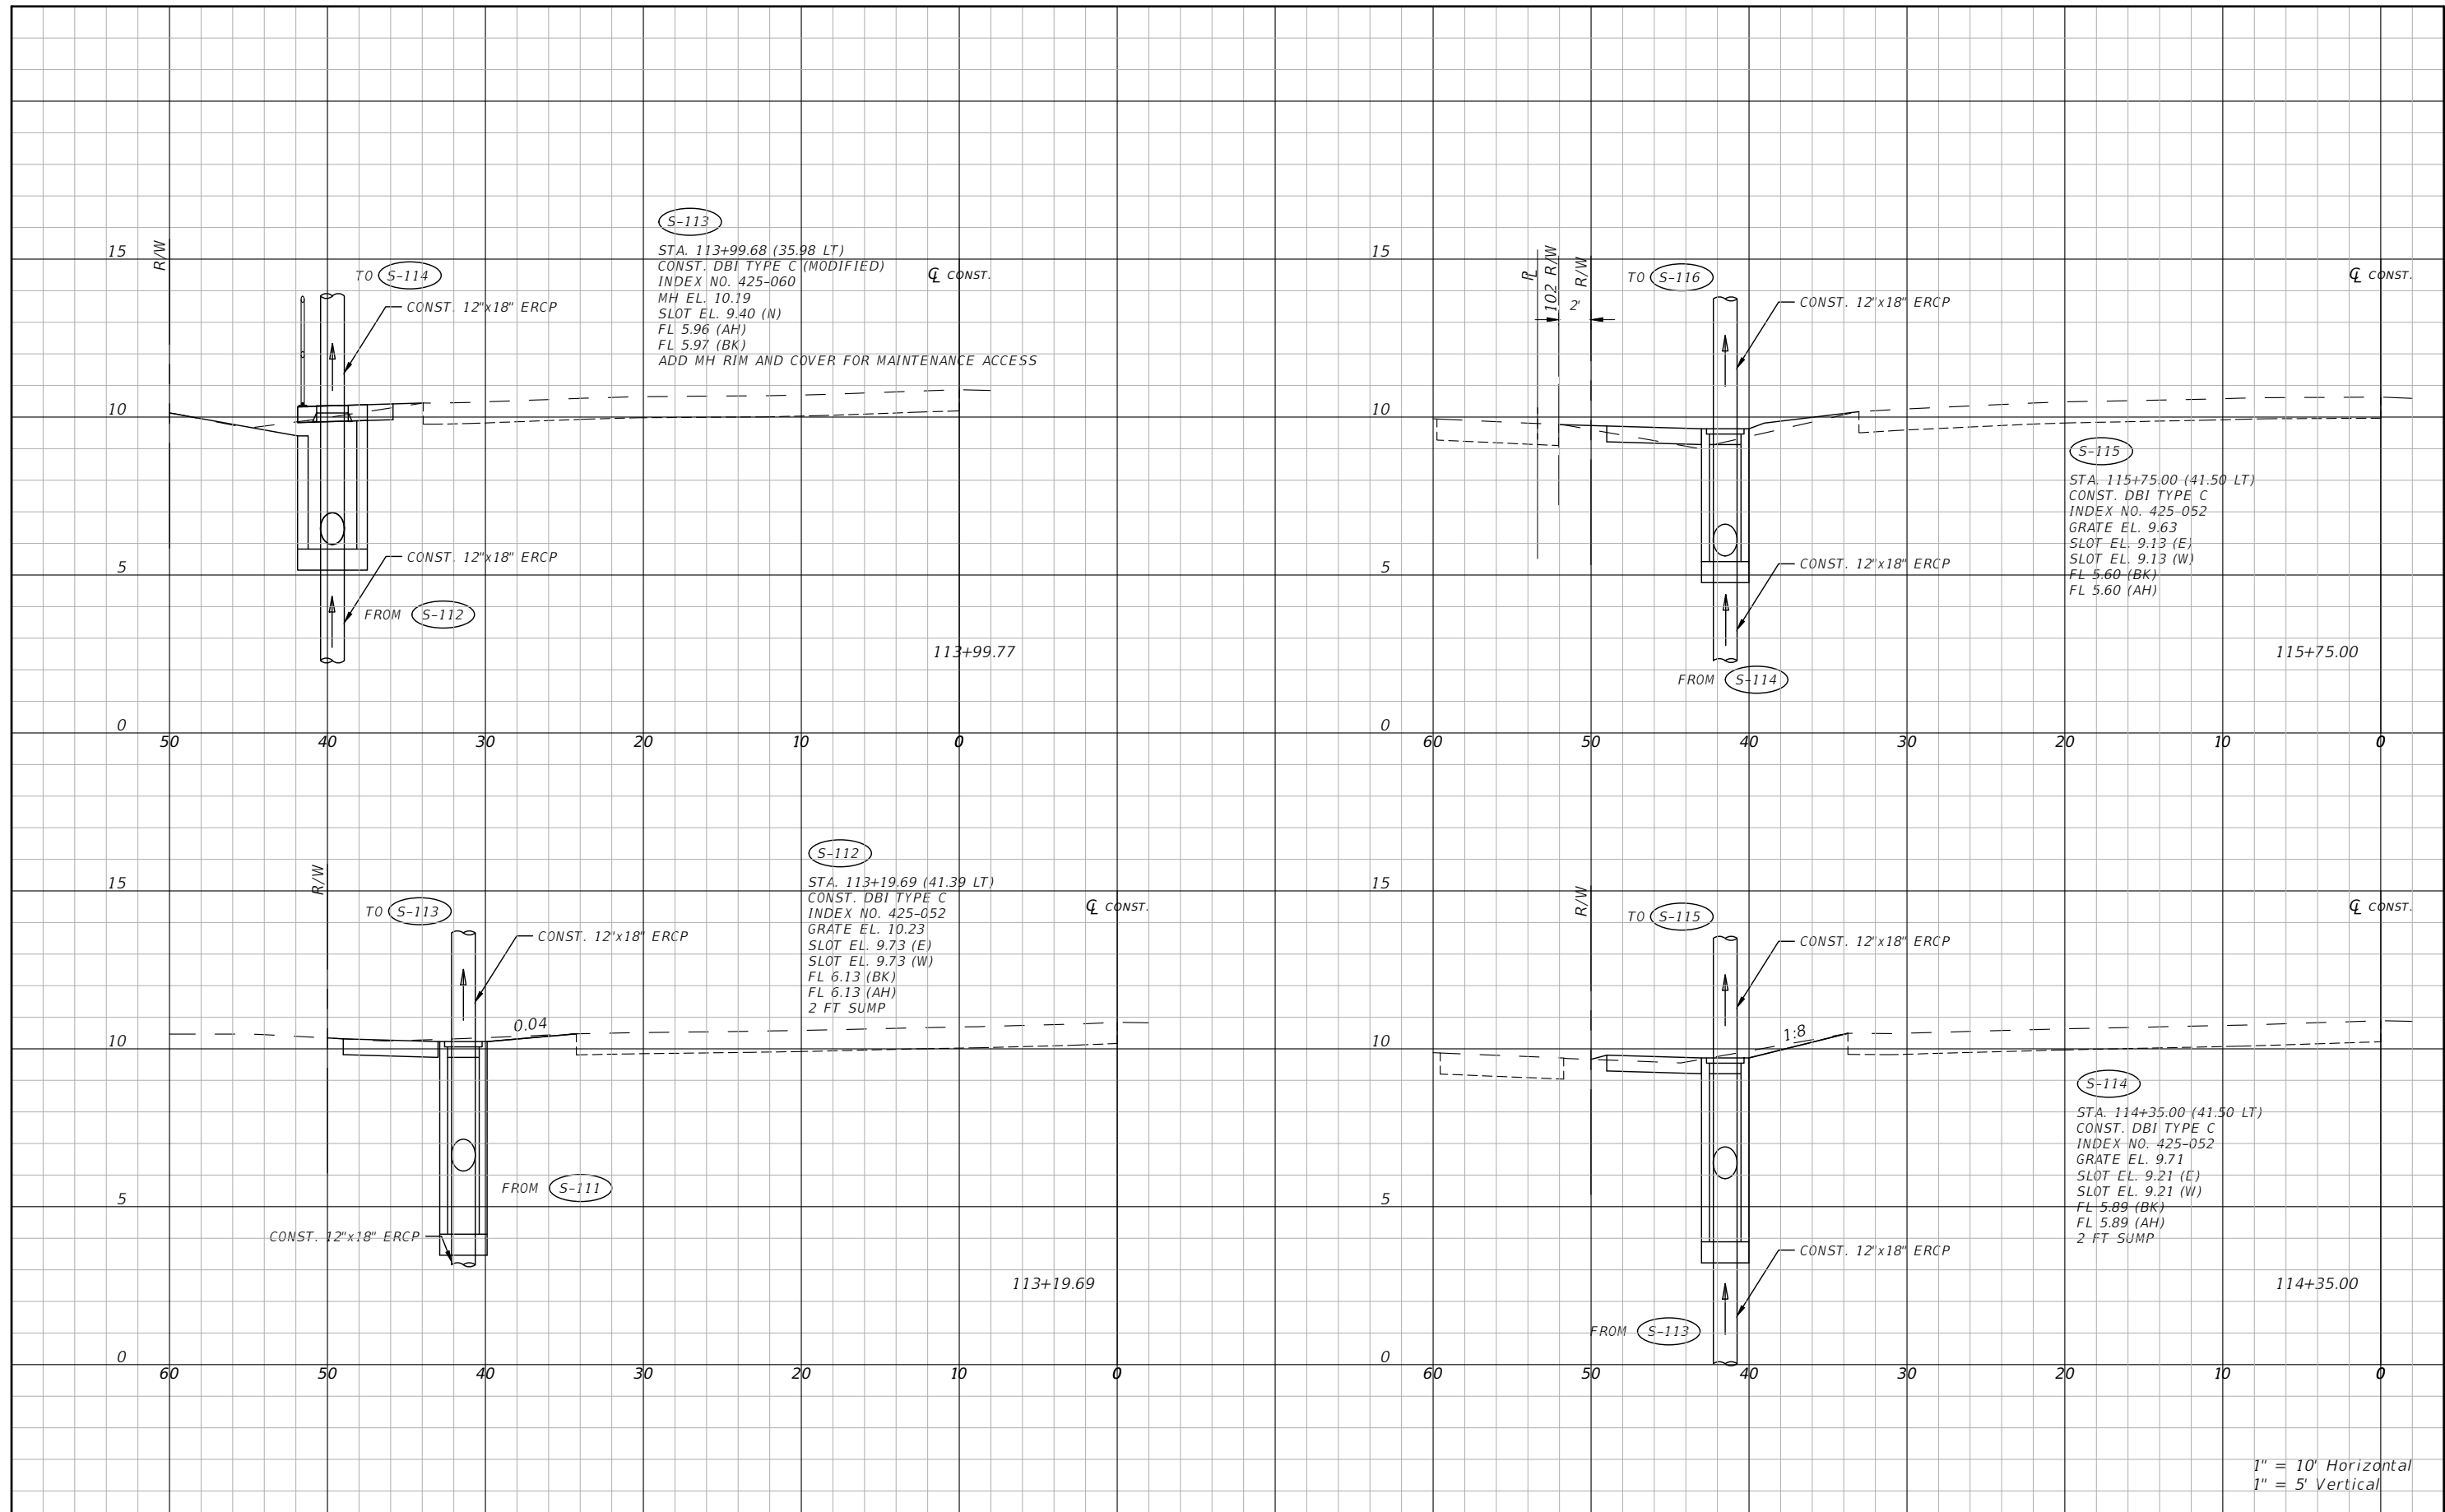 S-113
STA. 113+99.68 (35.98 LT)
CONST. DBI TYPE C (MODIFIED)
INDEX NO. 425-060
MH EL. 10.19
SLOT EL. 9.40 (N)
FL 5.96 (AH)
FL 5.97 (BK)
ADD MH RIM AND COVER FOR MAINTENANCE ACCESS
15
R/W
TO S-114
CONST. 12"x18" ERCP
CL CONST.
10
CONST. 12"x18" ERCP
5
FROM S-112
113+99.77
0
50 40 30 20 10 0
15
PL
102 R/W
R/W
2'
TO S-116
CONST. 12"x18" ERCP
CL CONST.
10
S-115
STA. 115+75.00 (41.50 LT)
CONST. DBI TYPE C
INDEX NO. 425-052
GRATE EL. 9.63
SLOT EL. 9.13 (E)
SLOT EL. 9.13 (W)
FL 5.60 (BK)
FL 5.60 (AH)
CONST. 12"x18" ERCP
5
115+75.00
FROM S-114
0
60 50 40 30 20 10 0
S-112
STA. 113+19.69 (41.39 LT)
CONST. DBI TYPE C
INDEX NO. 425-052
GRATE EL. 10.23
SLOT EL. 9.73 (E)
SLOT EL. 9.73 (W)
FL 6.13 (BK)
FL 6.13 (AH)
2 FT SUMP
15
R/W
TO S-113
CONST. 12"x18" ERCP
CL CONST.
0.04
10
FROM S-111
5
CONST. 12"x18" ERCP
113+19.69
0
60 50 40 30 20 10 0
15
R/W
TO S-115
CONST. 12"x18" ERCP
CL CONST.
1:8
10
S-114
STA. 114+35.00 (41.50 LT)
CONST. DBI TYPE C
INDEX NO. 425-052
GRATE EL. 9.71
SLOT EL. 9.21 (E)
SLOT EL. 9.21 (W)
FL 5.89 (BK)
FL 5.89 (AH)
2 FT SUMP
5
CONST. 12"x18" ERCP
114+35.00
FROM S-113
0
60 50 40 30 20 10 0
1" = 10' Horizontal
1" = 5' Vertical